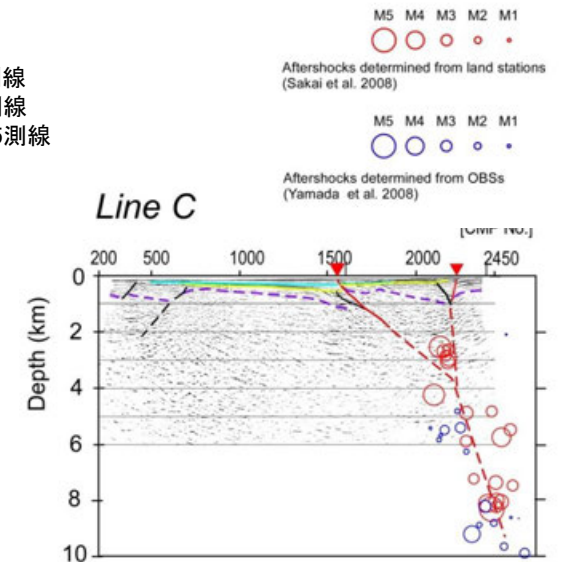 M5 M4 M3 M2 M1
Aftershocks determined from land stations
(Sakai et al. 2008)
線
線
測線
M5 M4 M3 M2 M1
Aftershocks determined from OBSs
(Yamada et al. 2008)
Line C
[CMP No.]
200 500 1000 1500 2000 2450
0
2
4
6
8
10
Depth (km)